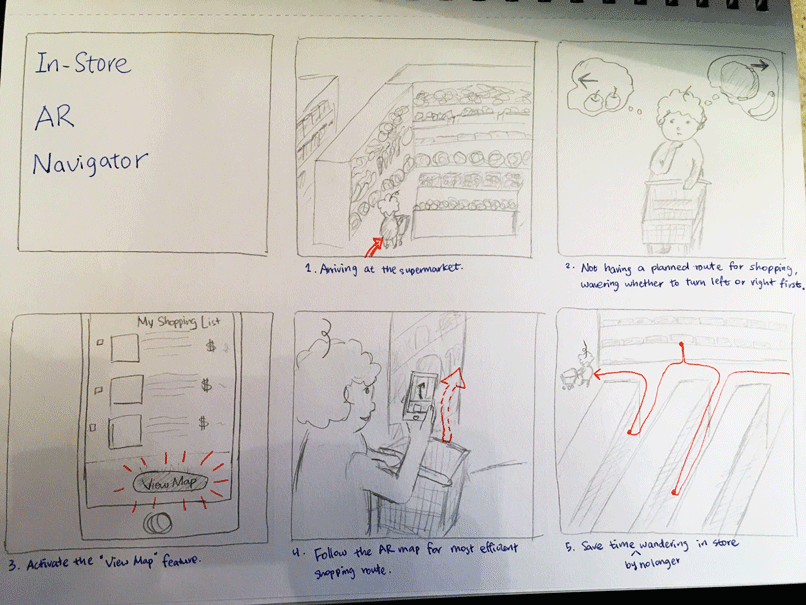 In-Store
AR
Navigator
1. Arriving at the supermarket.
2. Not having a planned route for shopping,
wavering whether to turn left or right first.
My Shopping List
$
$
$
View Map
3. Activate the "View Map" feature.
4. Follow the AR map for most efficient
shopping route.
5. Save time wandering in store
by no longer